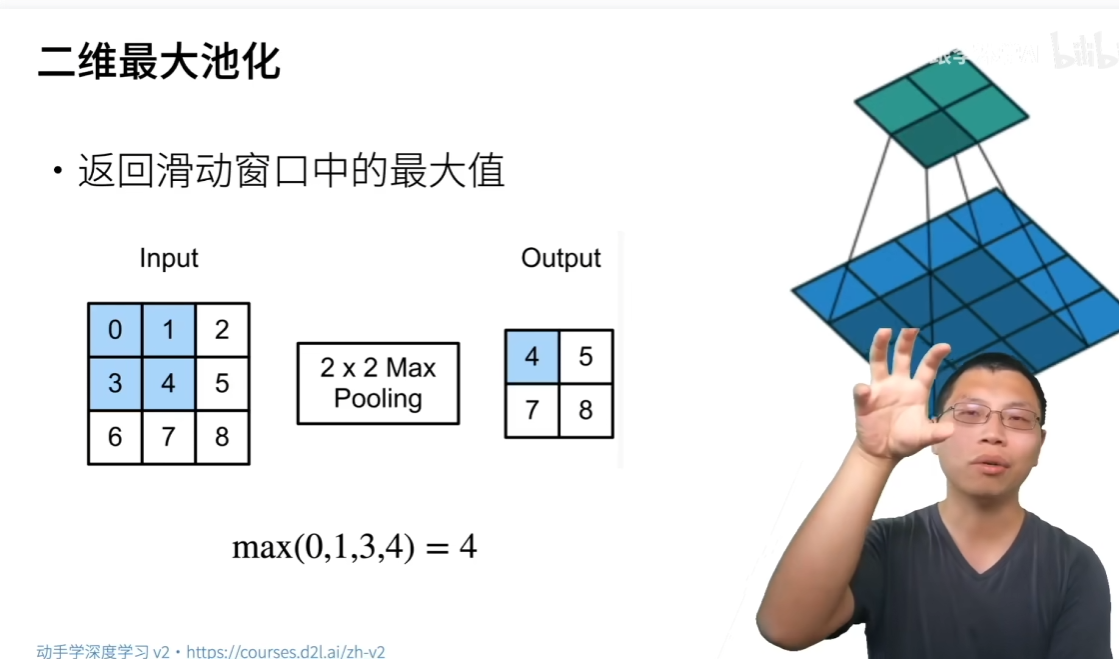 二维最大池化
• 返回滑动窗口中的最大值
Input
Output
0 1 2
3 4 5
6 7 8
2 x 2 Max
Pooling
4 5
7 8
max(0,1,3,4) = 4
动手学深度学习 v2 • https://courses.d2l.ai/zh-v2